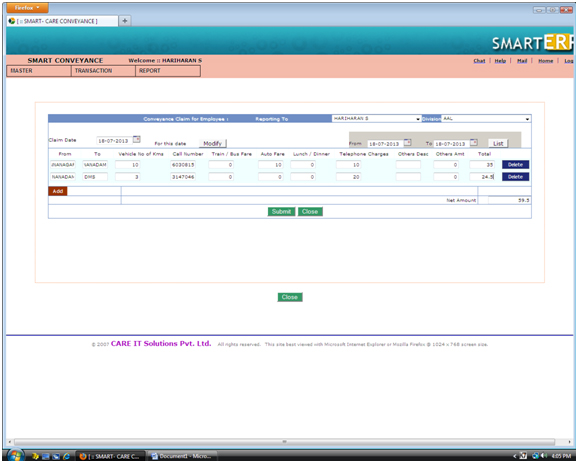 Firefox
[ :: SMART- CARE CONVEYANCE ]
+
SMARTERP
SMART CONVEYANCE Welcome :: HARIHARAN S Chat | Help | Mail | Home | Log
MASTER TRANSACTION REPORT
Conveyance Claim for Employee : Reporting To HARIHARAN S Division AAL
Claim Date 18-07-2013 For this date Modify From 18-07-2013 To 18-07-2013 List
From To Vehicle No of Kms Call Number Train / Bus Fare Auto Fare Lunch / Dinner Telephone Charges Others Desc Others Amt Total
10 6030815 0 10 0 10 0 35 Delete
NANADAN DMS 3 3147046 0 0 0 20 0 24.5 Delete
Add
Net Amount 59.5
Submit Close
Close
© 2007 CARE IT Solutions Pvt. Ltd. All rights reserved. This site best viewed with Microsoft Internet Explorer or Mozilla Firefox @ 1024 x 768 screen size.
[ :: SMART- CARE C... Document1 - Micro... 4:05 PM